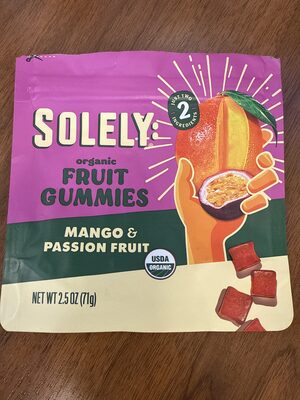 JUST TWO
2
INGREDIENTS
SOLELY:
organic
FRUIT
GUMMIES
MANGO &
PASSION FRUIT
USDA
ORGANIC
NET WT 2.5 OZ (71g)